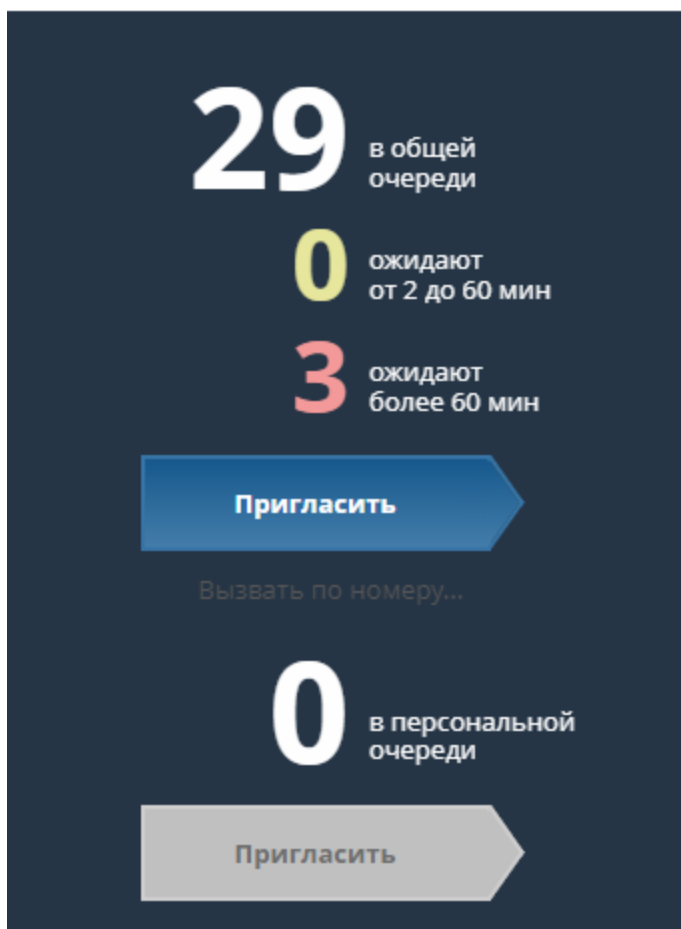 29 в общей
очереди
0 ожидают
от 2 до 60 мин
3 ожидают
более 60 мин
Пригласить
Вызвать по номеру...
0 в персональной
очереди
Пригласить